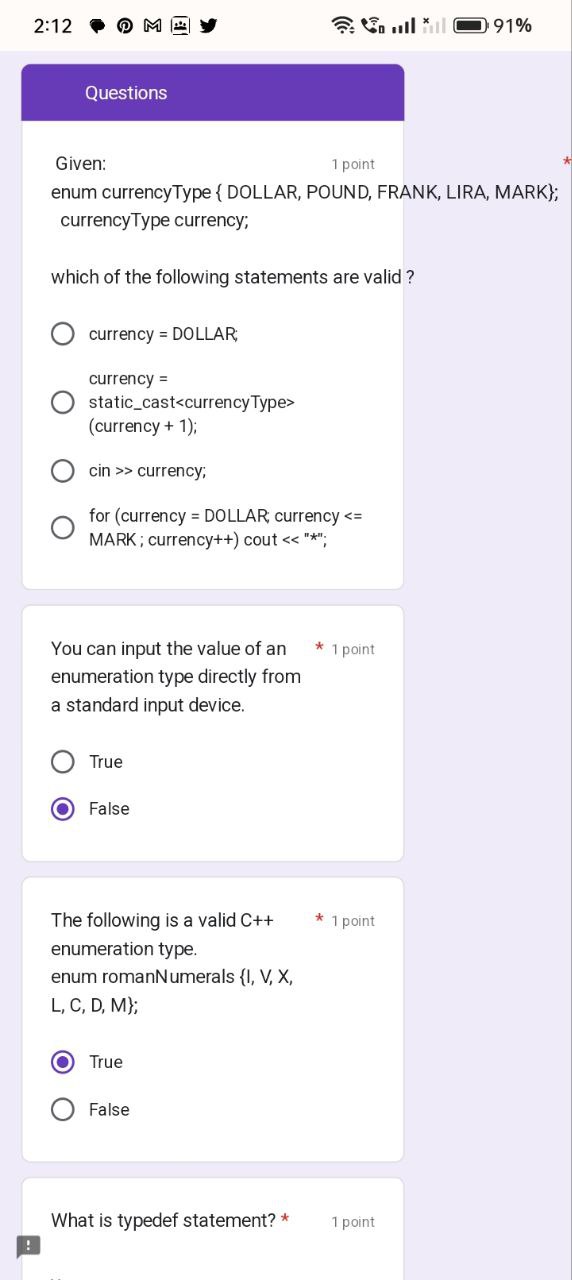 2:12
91%
Questions
Given: 1 point *
enum currencyType { DOLLAR, POUND, FRANK, LIRA, MARK};
currencyType currency;
which of the following statements are valid ?
currency = DOLLAR;
currency =
static_cast<currencyType>
(currency + 1);
cin >> currency;
for (currency = DOLLAR; currency <=
MARK ; currency++) cout << "*";
You can input the value of an * 1 point
enumeration type directly from
a standard input device.
True
False
The following is a valid C++ * 1 point
enumeration type.
enum romanNumerals {I, V, X,
L, C, D, M};
True
False
What is typedef statement? * 1 point